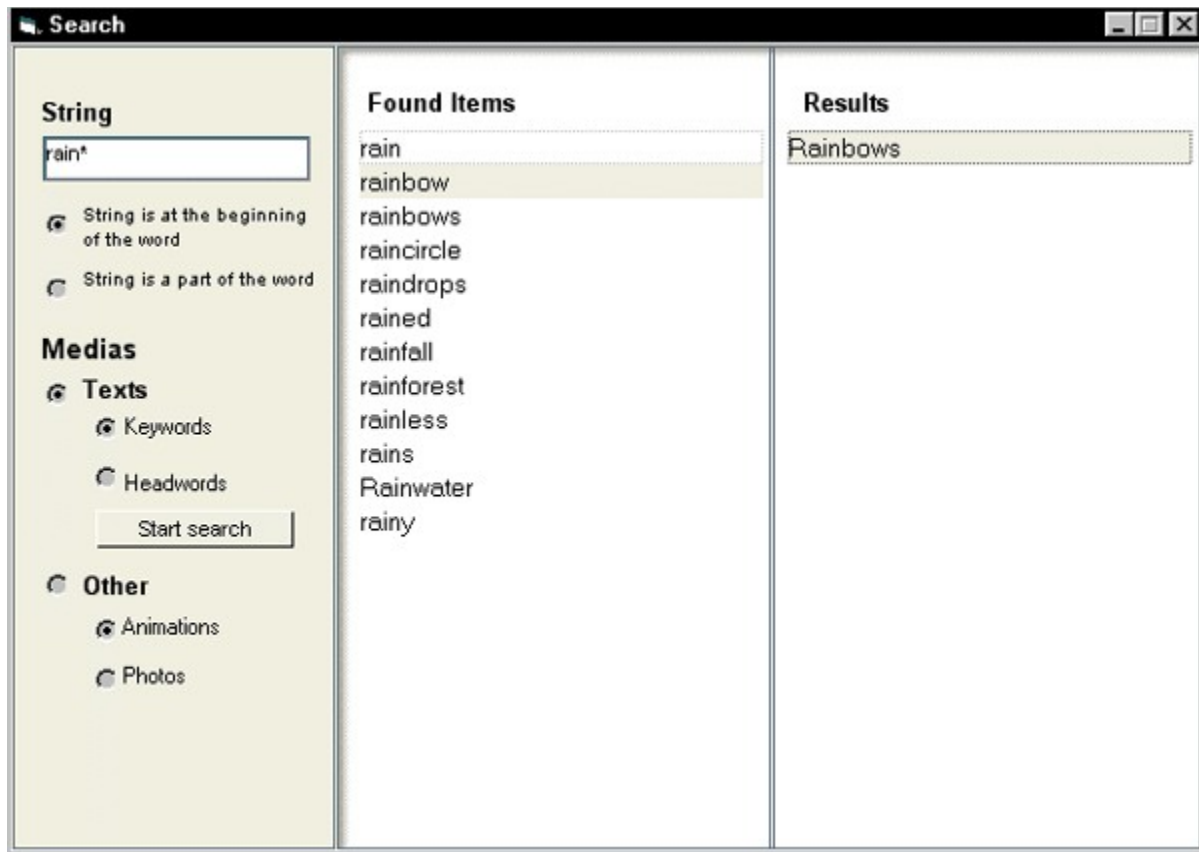 Search
String
rain*
String is at the beginning
of the word
String is a part of the word
Medias
Texts
Keywords
Headwords
Start search
Other
Animations
Photos
Found Items
rain
rainbow
rainbows
raincircle
raindrops
rained
rainfall
rainforest
rainless
rains
Rainwater
rainy
Results
Rainbows